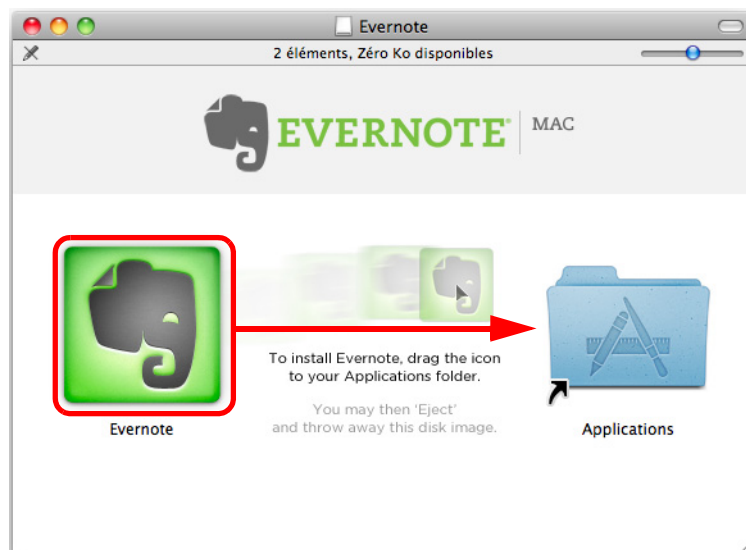 Evernote
2 éléments, Zéro Ko disponibles
EVERNOTE® MAC
To install Evernote, drag the icon
to your Applications folder.
You may then ‘Eject’
and throw away this disk image.
Evernote
Applications